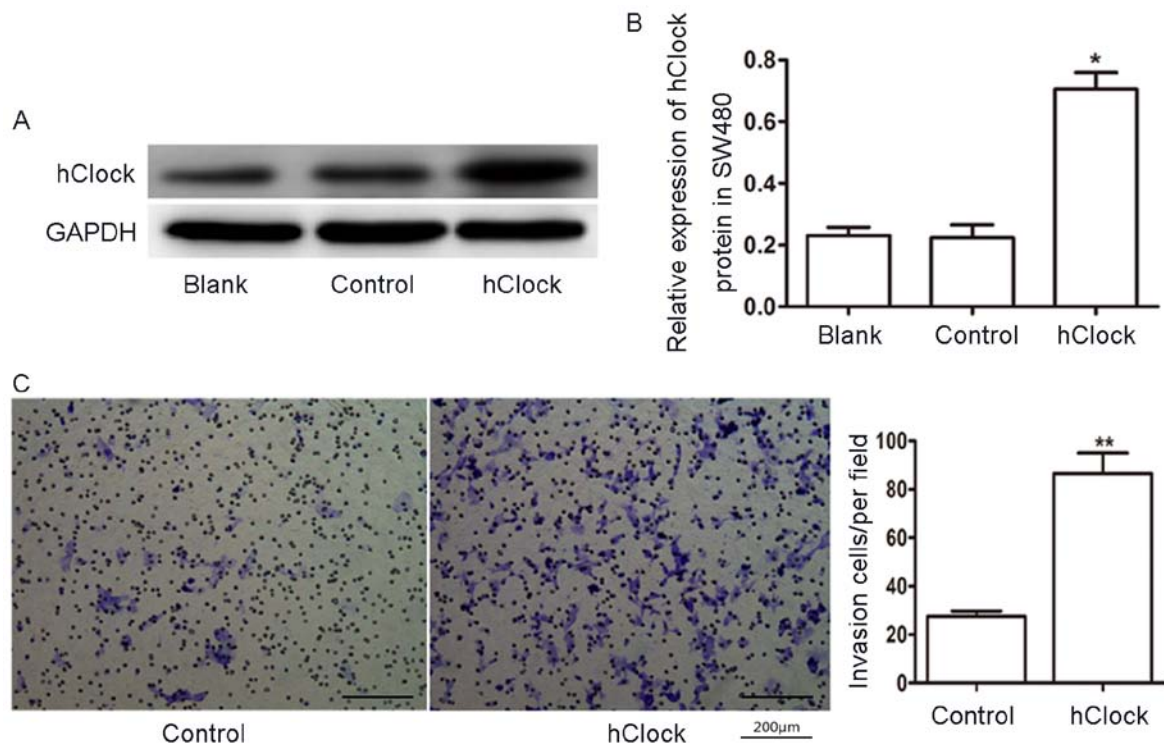 A
hClock
GAPDH
Blank Control hClock
B
Relative expression of hClock
protein in SW480
0.8
0.6
0.4
0.2
0.0
*
Blank Control hClock
C
Control hClock
200μm
Invasion cells/per field
100
80
60
40
20
0
**
Control hClock